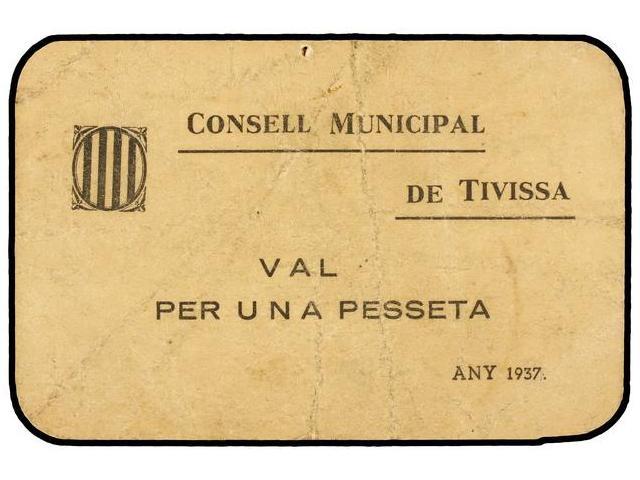 CONSELL MUNICIPAL
DE TIVISSA
VAL
PER UNA PESSETA
ANY 1937.